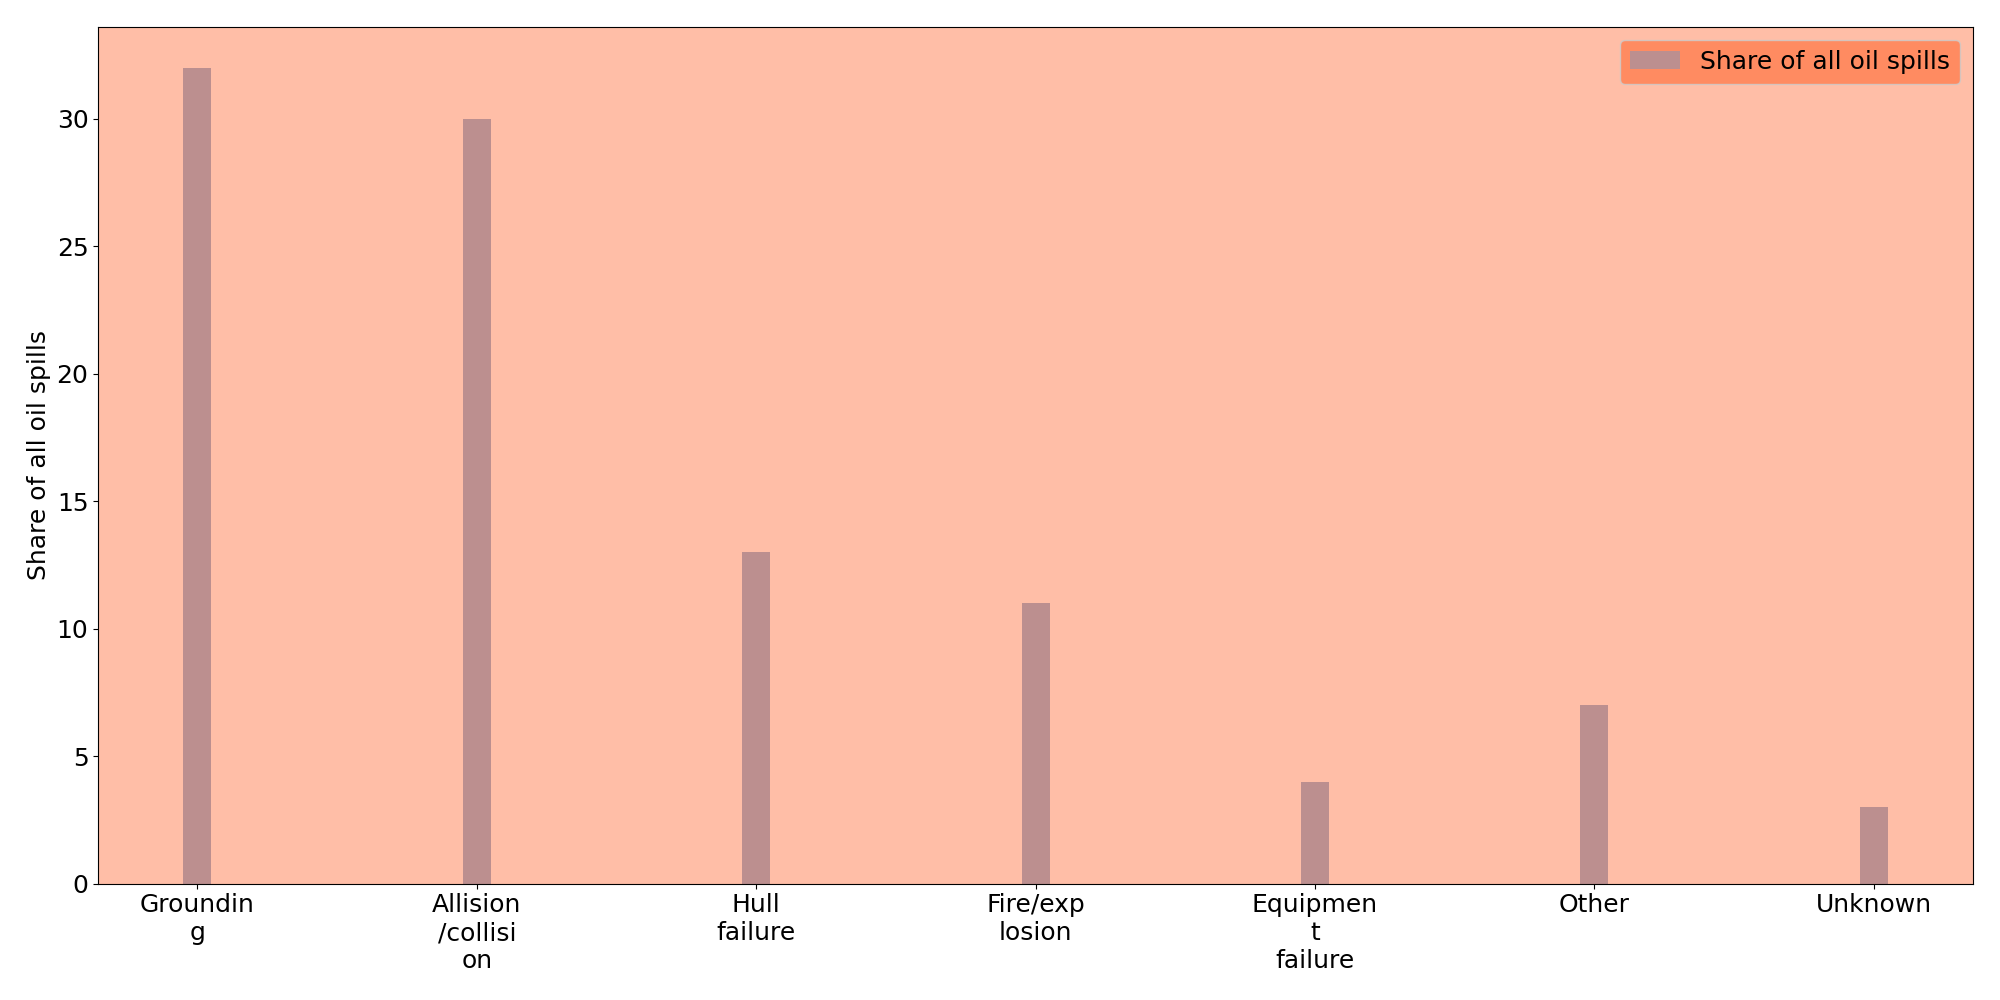 Share of all oil spills
Share of all oil spills
30
25
20
15
10
5
0
Groundin
g
Allision
/collisi
on
Hull
failure
Fire/exp
losion
Equipmen
t
failure
Other
Unknown